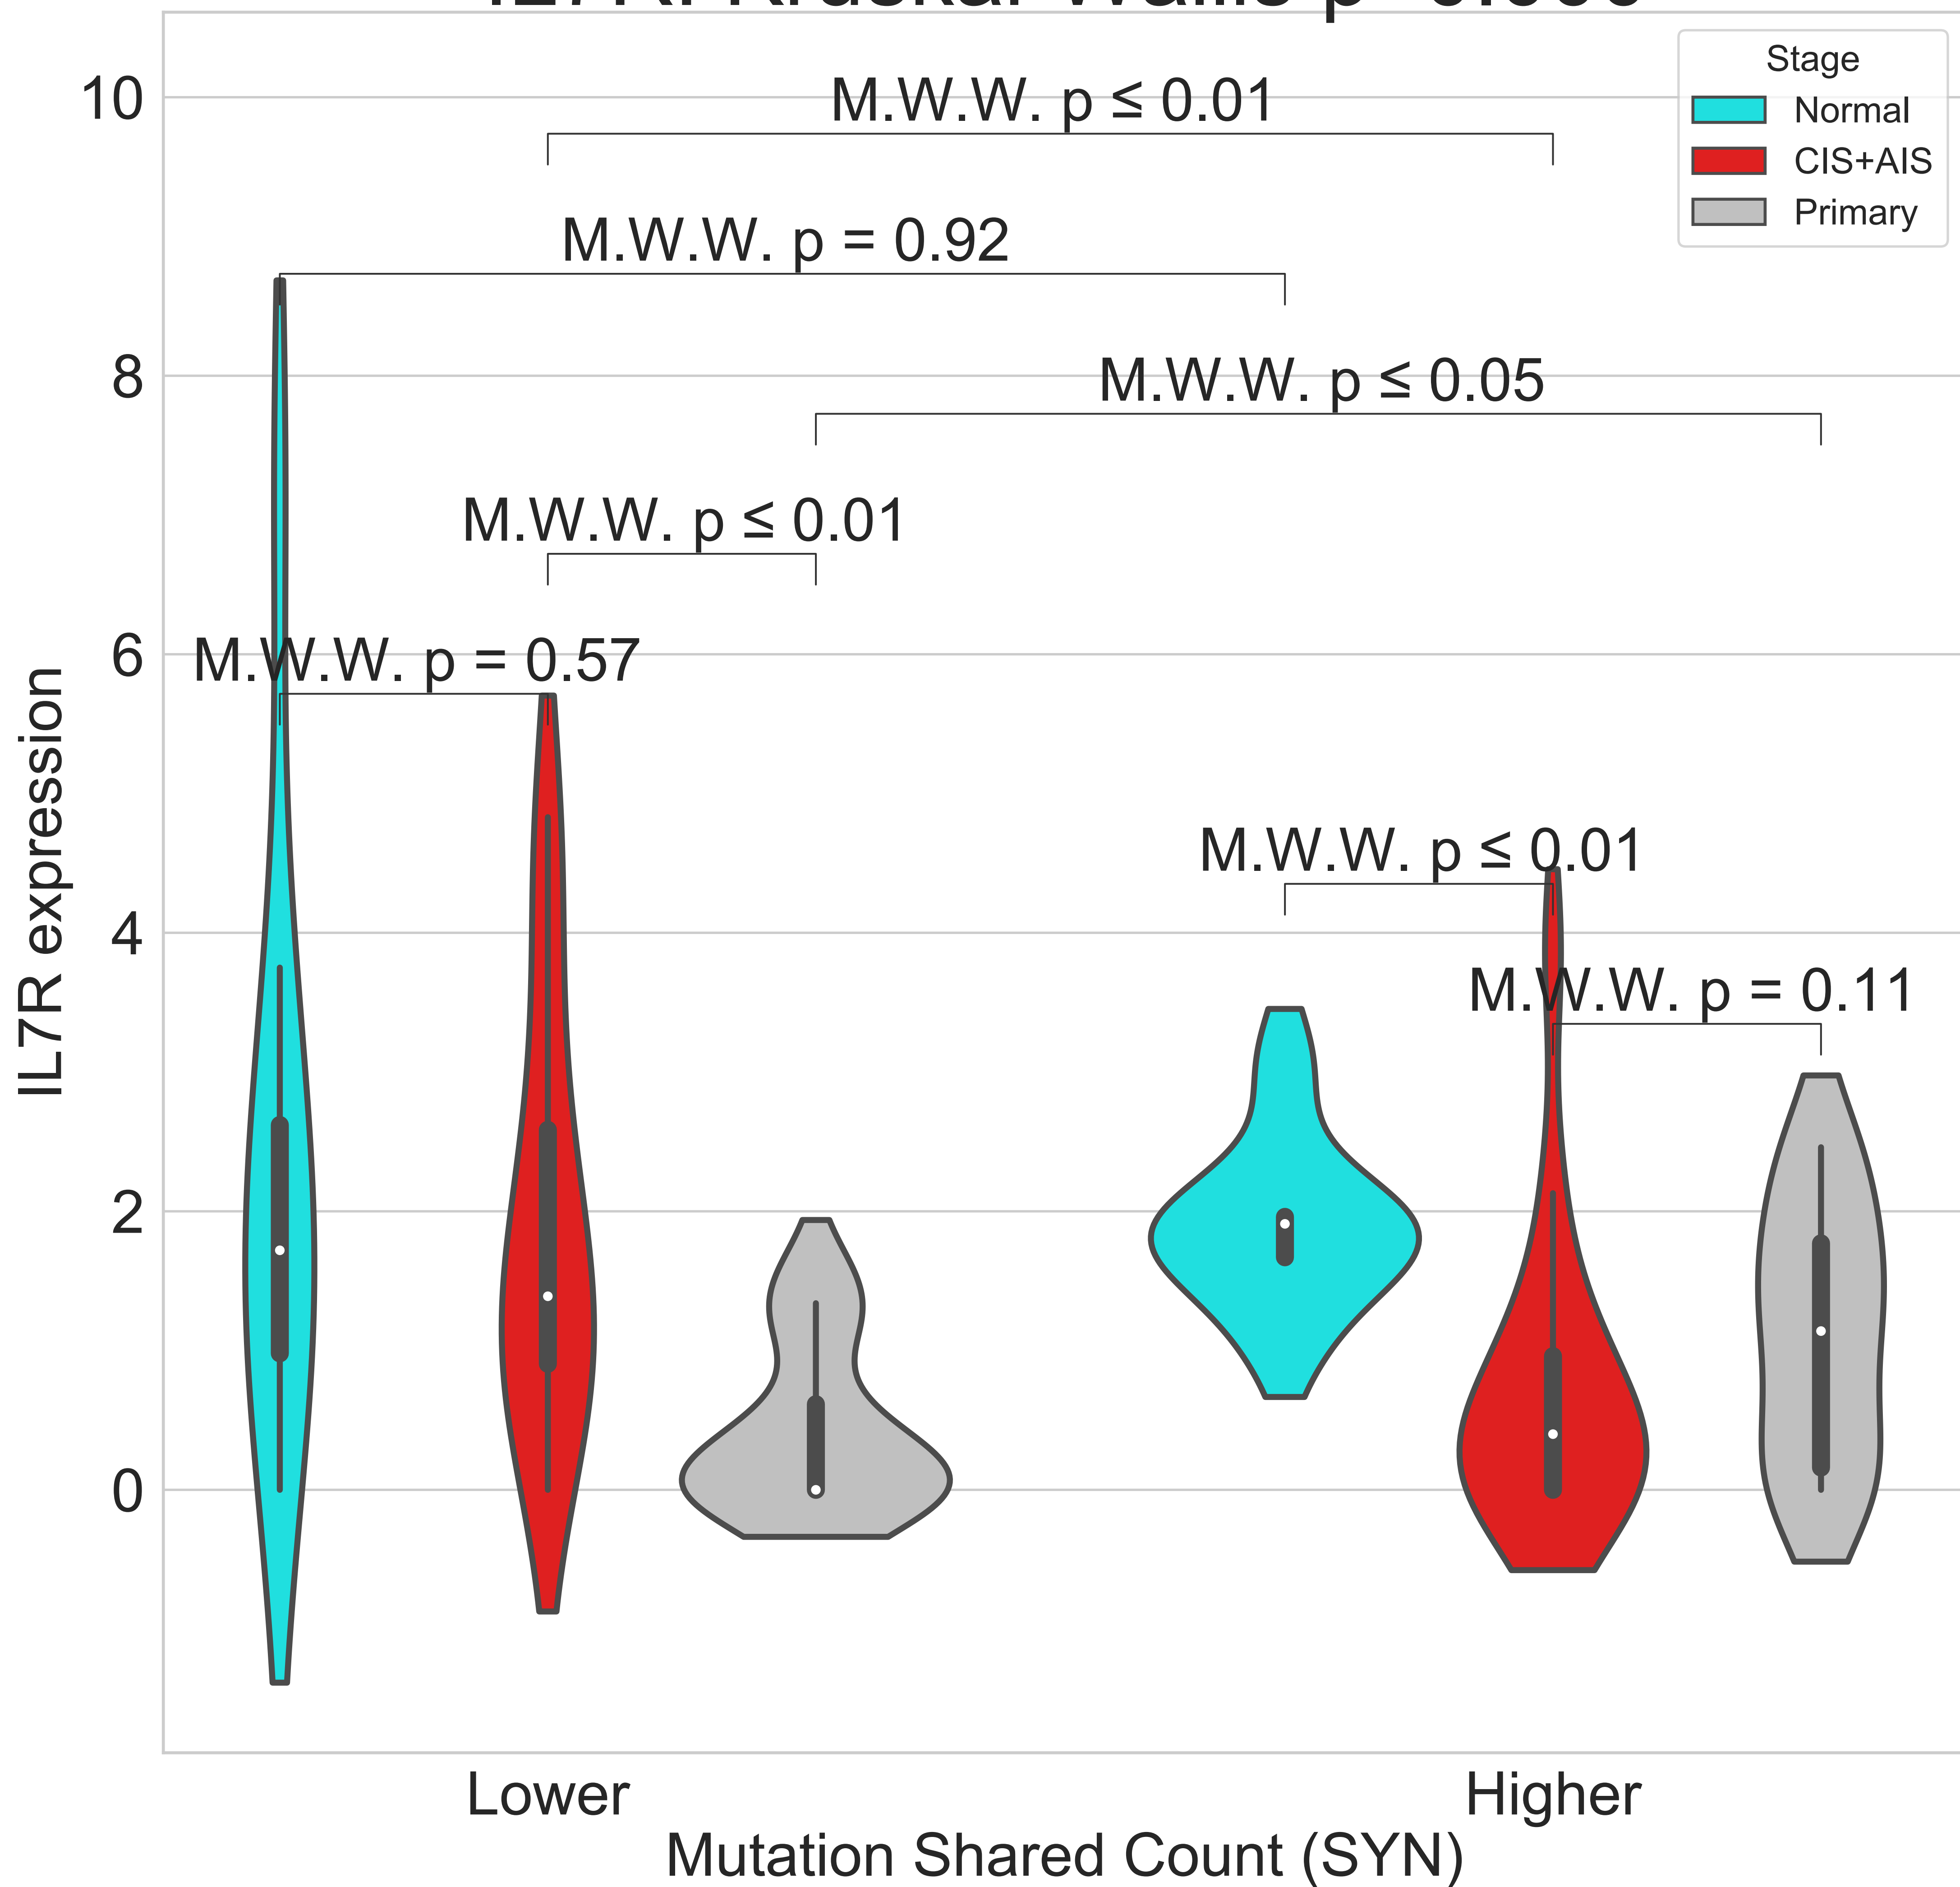 Stage
Normal
CIS+AIS
Primary
M.W.W. p ≤ 0.01
M.W.W. p = 0.92
M.W.W. p ≤ 0.05
M.W.W. p ≤ 0.01
M.W.W. p = 0.57
M.W.W. p ≤ 0.01
M.W.W. p = 0.11
IL7R expression
10
8
6
4
2
0
Lower
Higher
Mutation Shared Count (SYN)